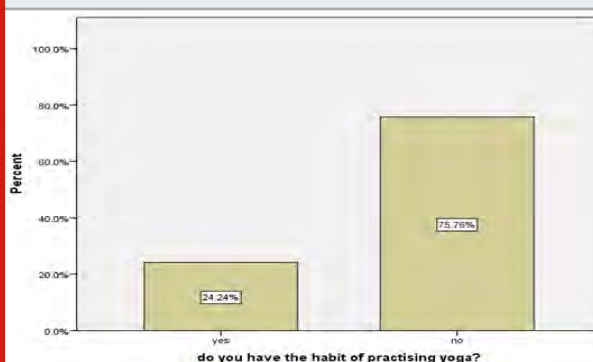 100.0%
80.0%
60.0%
40.0%
20.0%
0.0%
Percent
24.24%
75.76%
yes
no
do you have the habit of practising yoga?